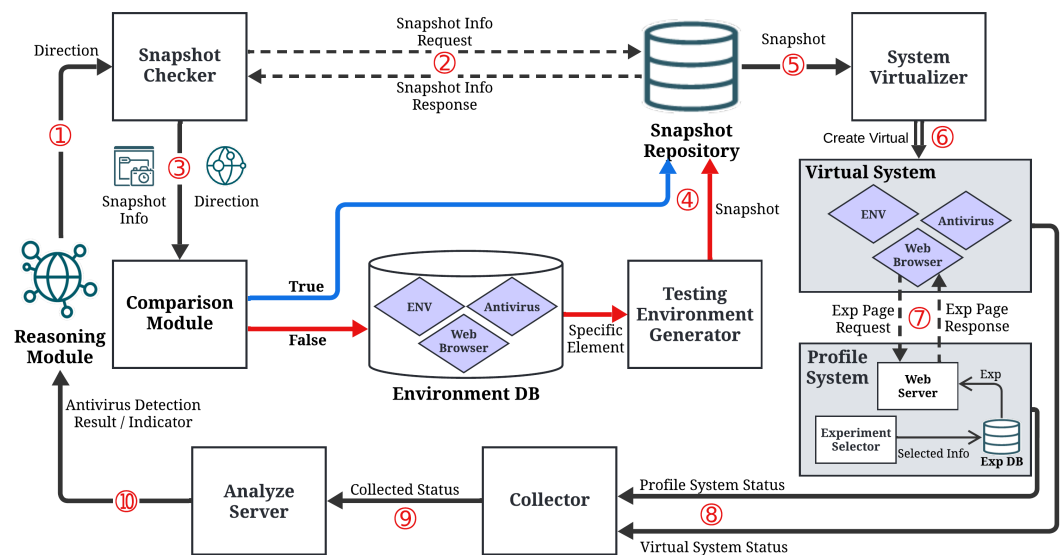 Direction
Snapshot
Checker
Snapshot Info
Request
②
Snapshot Info
Response
Snapshot
⑤
System
Virtualizer
①
Snapshot
Repository
Create Virtual
⑥
③
Snapshot
Info
Direction
④
Snapshot
Virtual System
ENV
Antivirus
Web
Browser
Reasoning
Module
Comparison
Module
True
False
ENV
Antivirus
Web
Browser
Environment DB
Specific
Element
Testing
Environment
Generator
Exp Page
Request
⑦
Exp Page
Response
Profile
System
Web
Server
Exp
Experiment
Selector
Selected Info
Exp DB
Antivirus Detection
Result / Indicator
⑩
Analyze
Server
Collected Status
⑨
Collector
Profile System Status
⑧
Virtual System Status